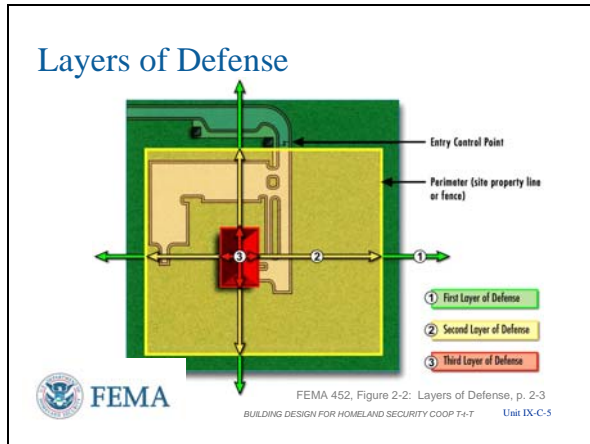 Layers of Defense
Entry Control Point
Perimeter (site property line
or fence)
3
2
1
1 First Layer of Defense
2 Second Layer of Defense
3 Third Layer of Defense
FEMA
FEMA 452, Figure 2-2: Layers of Defense, p. 2-3
BUILDING DESIGN FOR HOMELAND SECURITY COOP T-t-T Unit IX-C-5